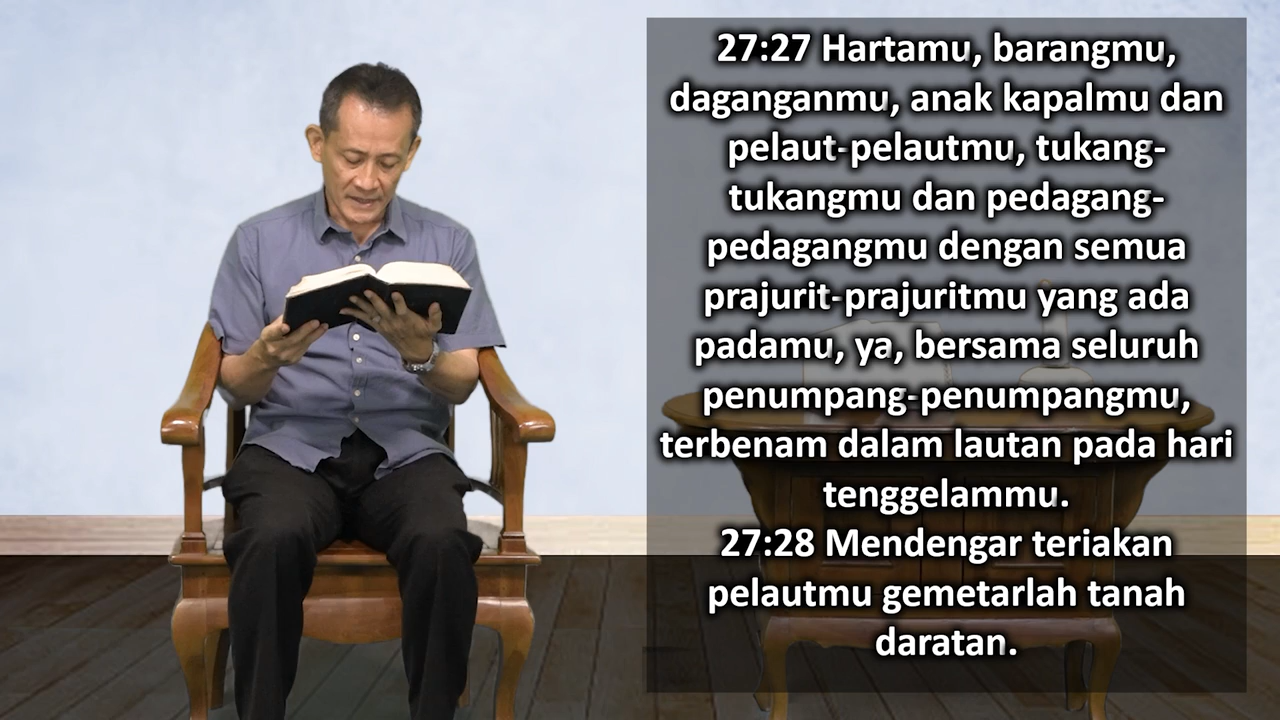 27:27 Hartamu, barangmu,
daganganmu, anak kapalmu dan
pelaut-pelautmu, tukang-
tukangmu dan pedagang-
pedagangmu dengan semua
prajurit-prajuritmu yang ada
padamu, ya, bersama seluruh
penumpang-penumpangmu,
terbenam dalam lautan pada hari
tenggelammu.
27:28 Mendengar teriakan
pelautmu gemetarlah tanah
daratan.